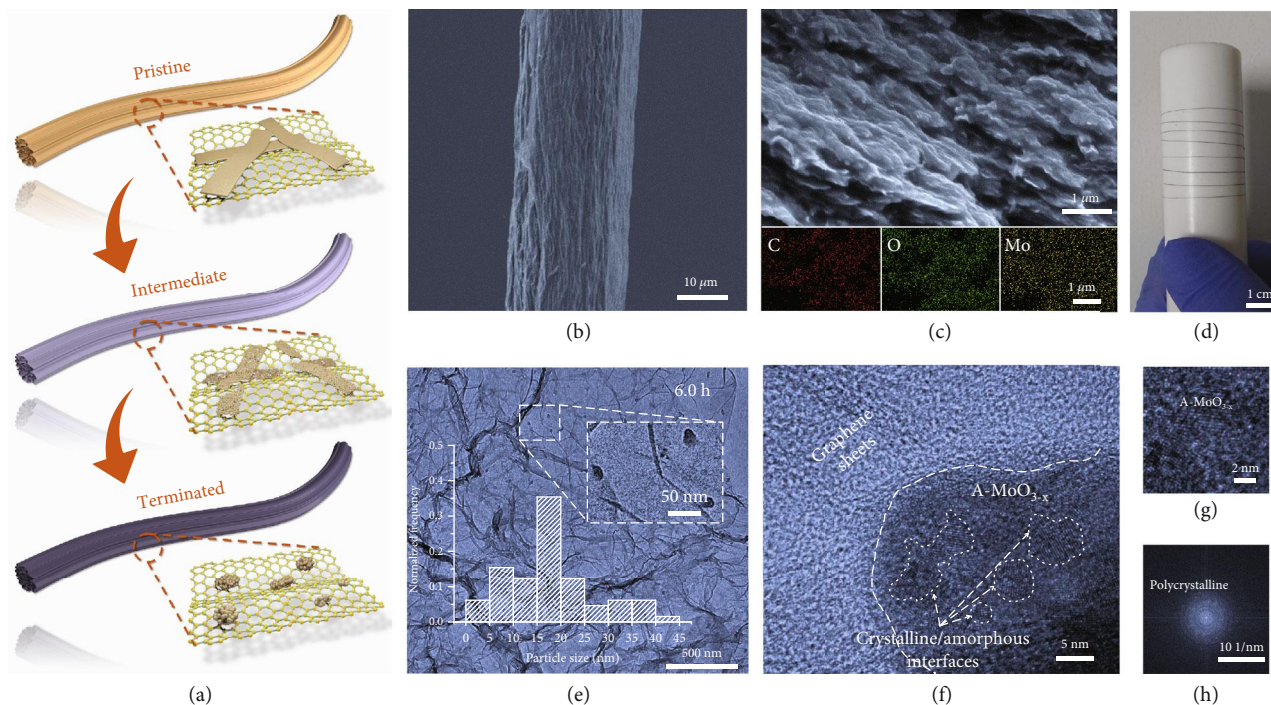 Pristine
Intermediate
Terminated
(a)
10 μm
(b)
1 μm
C
O
Mo
1 μm
(c)
1 cm
(d)
6.0 h
50 nm
Normalized frequency
0.5
0.4
0.3
0.2
0.1
0.0
0 5 10 15 20 25 30 35 40 45
Particle size (nm)
500 nm
(e)
Graphene
sheets
A-MoO3-x
Crystalline/amorphous
interfaces
5 nm
(f)
A-MoO3-x
2 nm
(g)
Polycrystalline
10 1/nm
(h)